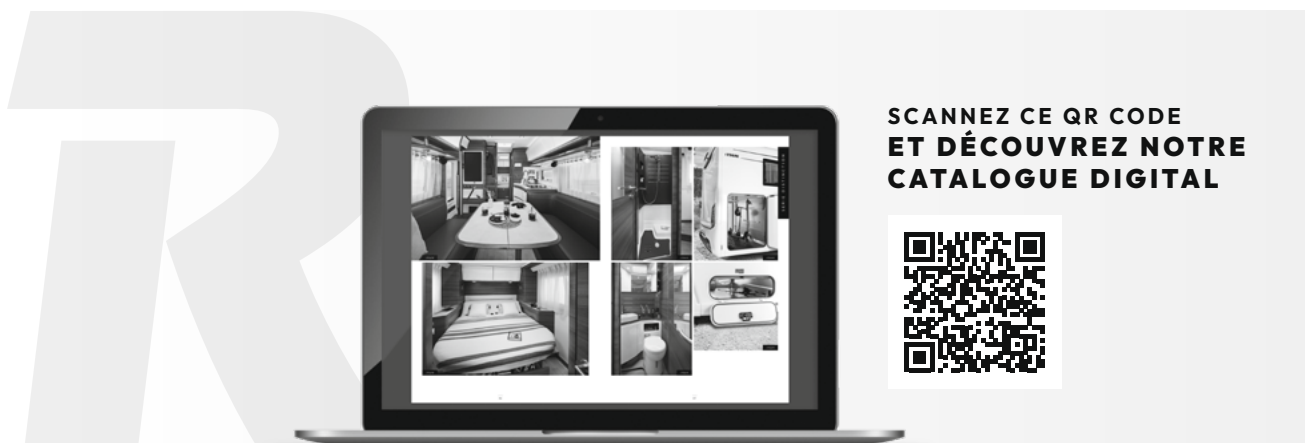 SCANNEZ CE QR CODE
ET DÉCOUVREZ NOTRE
CATALOGUE DIGITAL